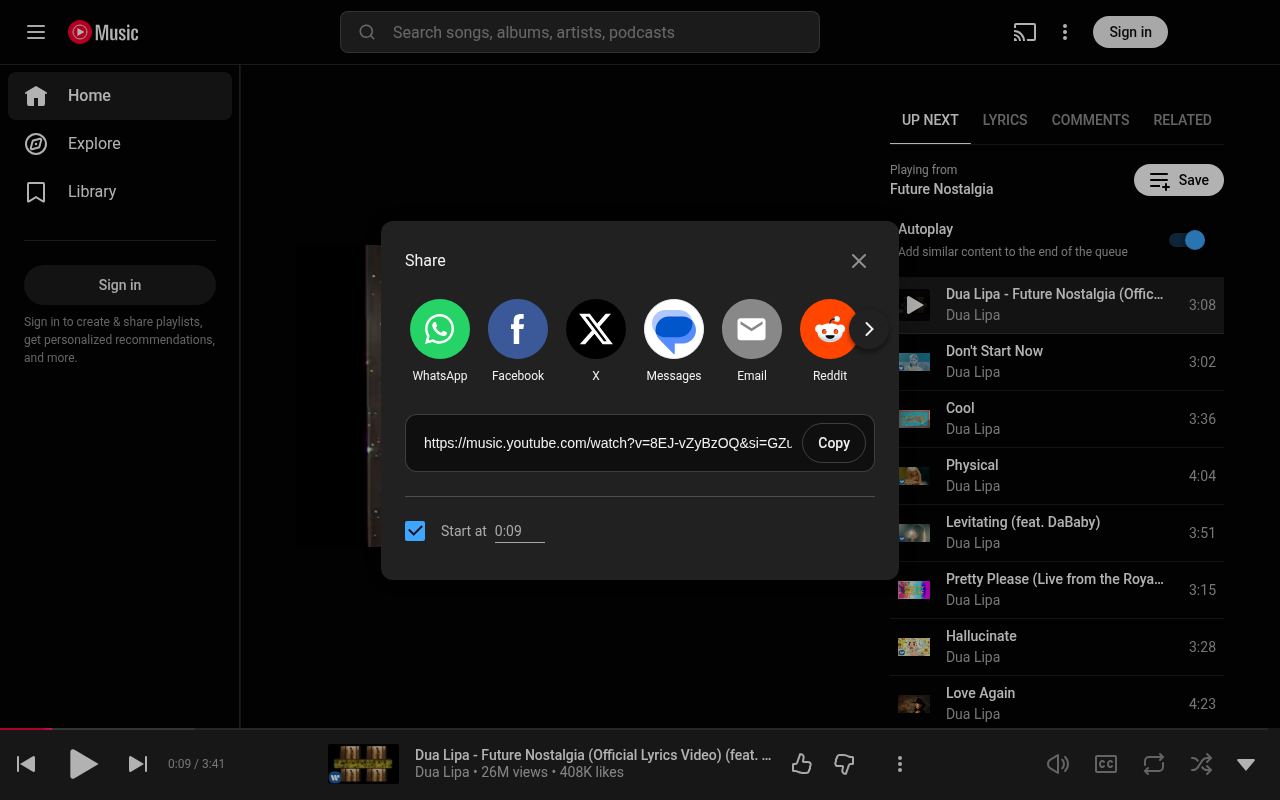 Music
Search songs, albums, artists, podcasts
Sign in
Home
Explore
Library
Sign in
Sign in to create & share playlists,
get personalized recommendations,
and more.
UP NEXT
LYRICS
COMMENTS
RELATED
Playing from
Future Nostalgia
Save
Autoplay
Add similar content to the end of the queue
Dua Lipa - Future Nostalgia (Offic...
Dua Lipa
3:08
Don't Start Now
Dua Lipa
3:02
Cool
Dua Lipa
3:36
Physical
Dua Lipa
4:04
Levitating (feat. DaBaby)
Dua Lipa
3:51
Pretty Please (Live from the Roya...
Dua Lipa
3:15
Hallucinate
Dua Lipa
3:28
Love Again
Dua Lipa
4:23
Share
WhatsApp
Facebook
X
Messages
Email
Reddit
https://music.youtube.com/watch?v=8EJ-vZyBzOQ&si=GZu
Copy
Start at 0:09
0:09 / 3:41
Dua Lipa - Future Nostalgia (Official Lyrics Video) (feat. ...
Dua Lipa • 26M views • 408K likes
CC